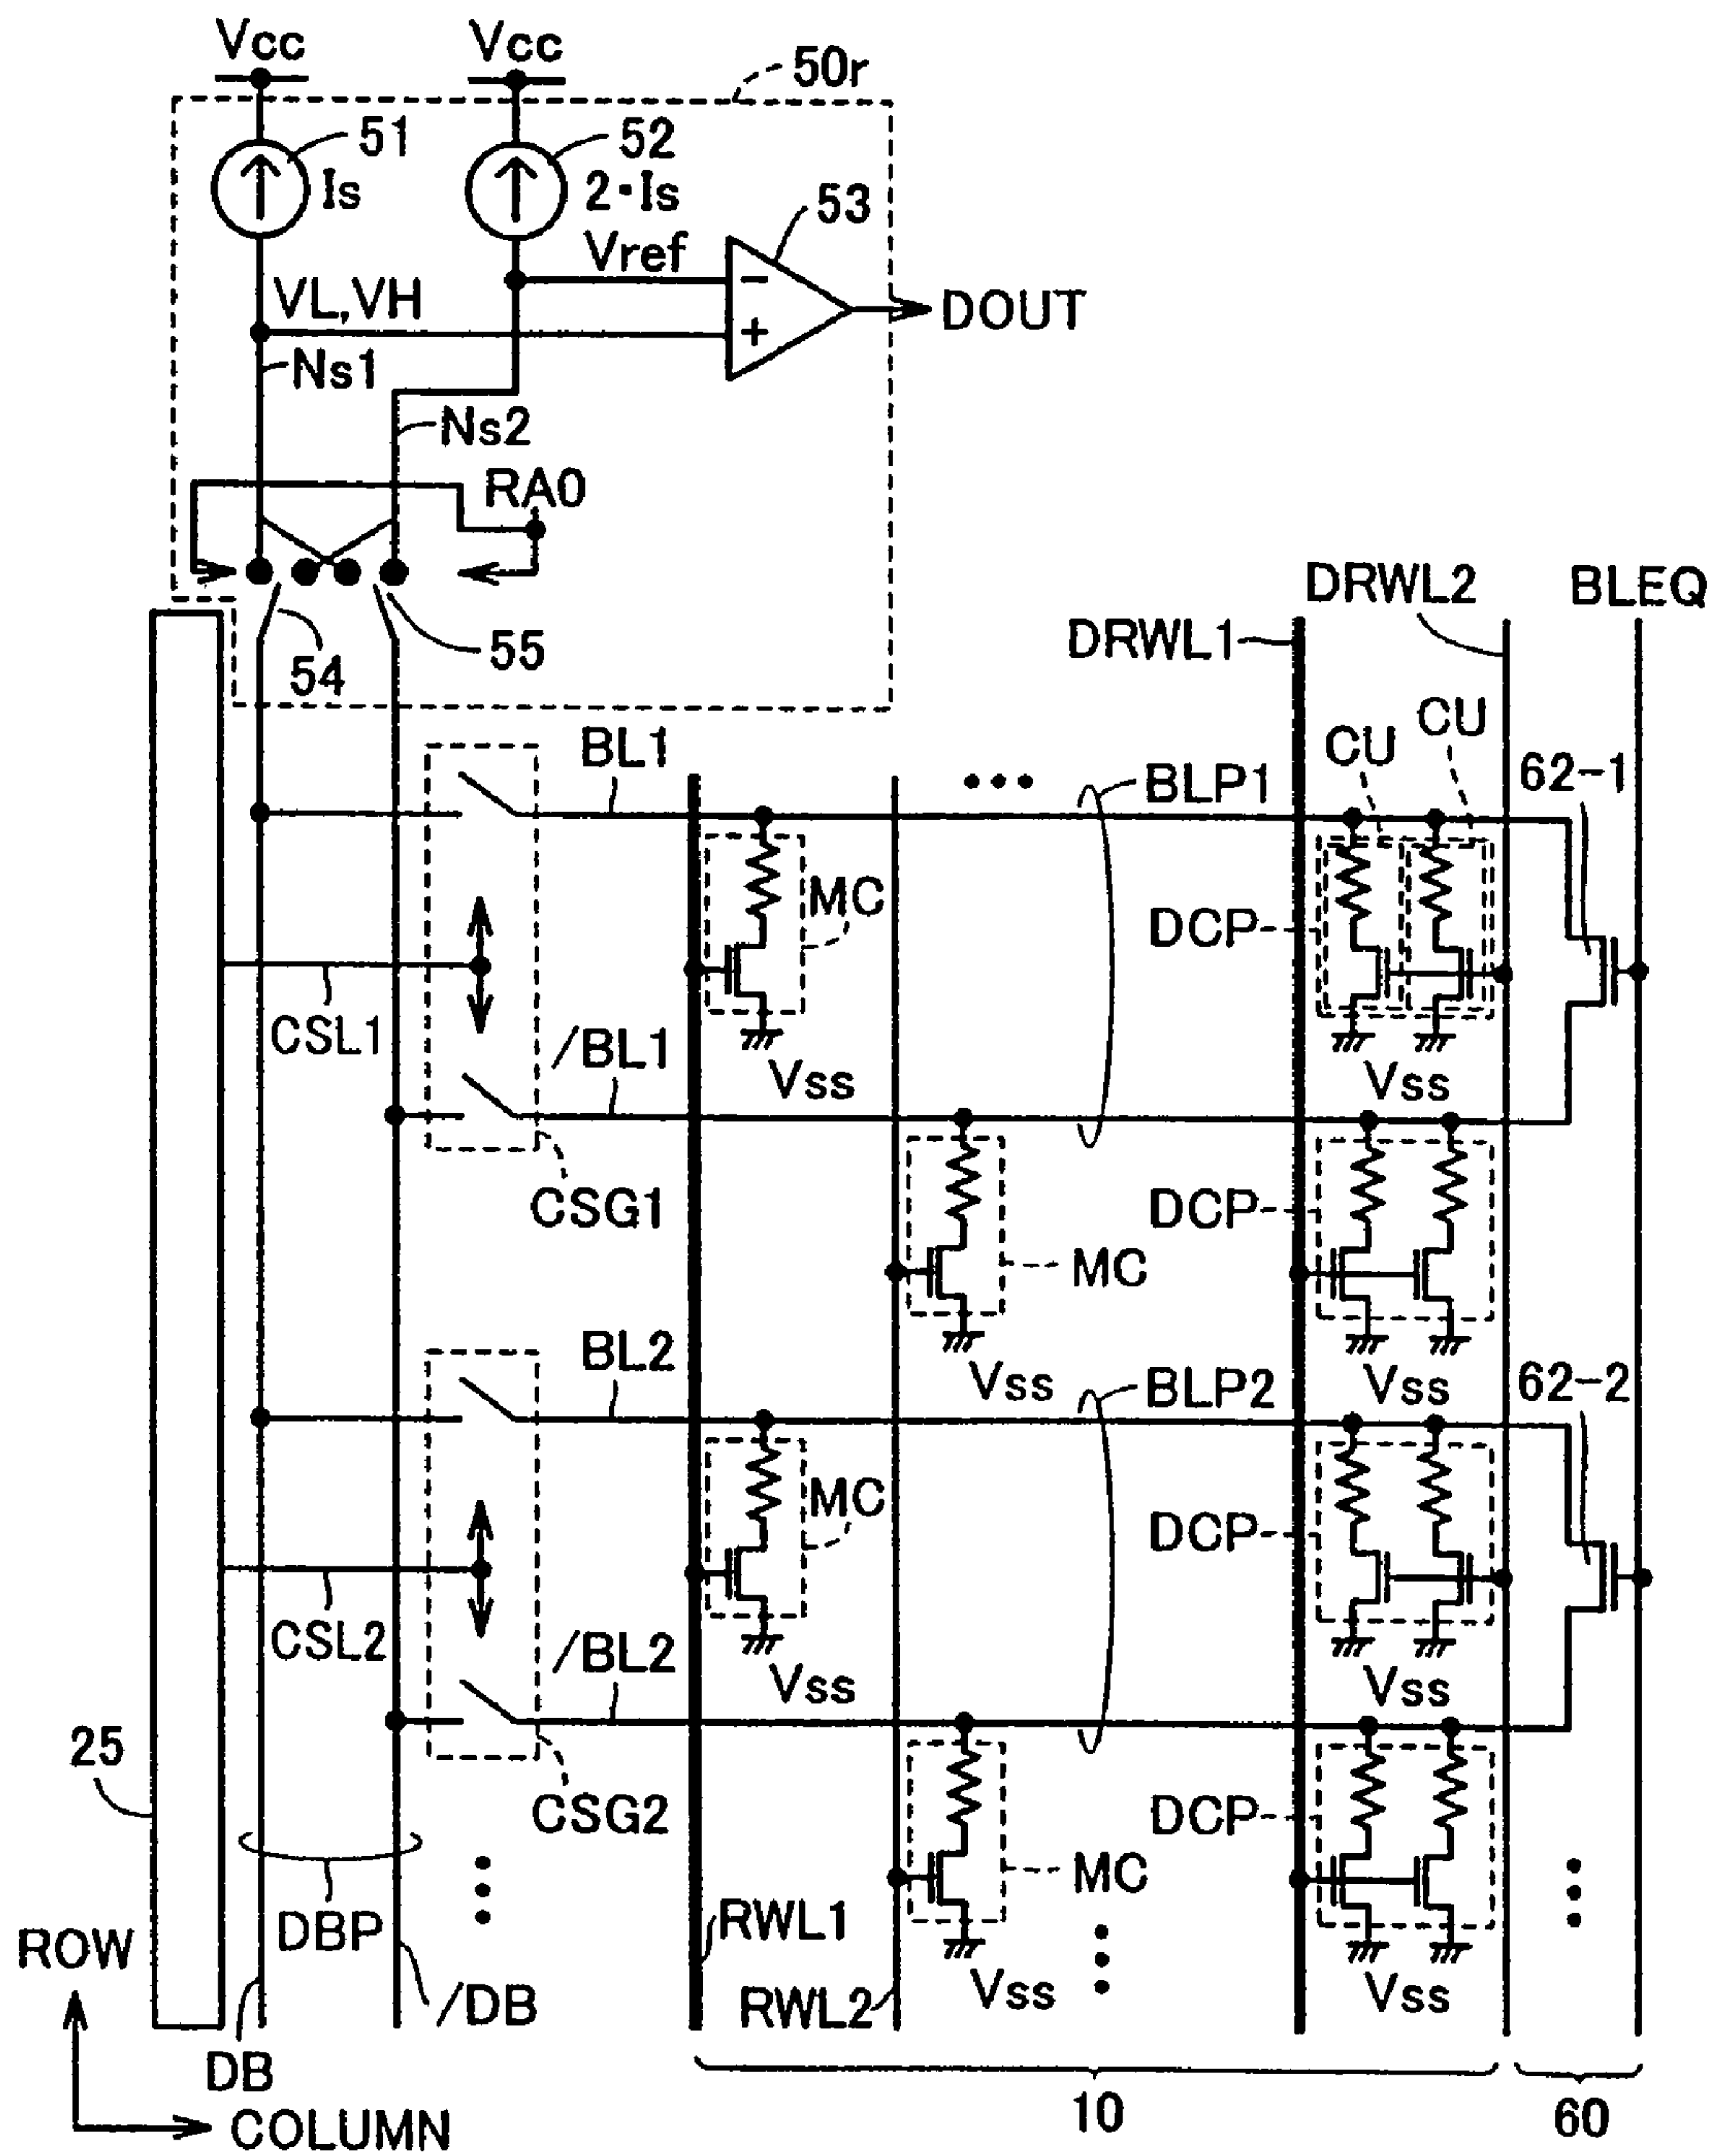 Vcc
Vcc
50r
51
52
Is
2·Is
53
Vref
VL,VH
DOUT
Ns1
Ns2
RA0
DRWL2
BLEQ
DRWL1
55
54
CU
CU
BL1
BLP1
62-1
MC
DCP
CSL1
/BL1
Vss
Vss
CSG1
DCP
MC
BL2
Vss
BLP2
Vss
62-2
MC
DCP
CSL2
/BL2
Vss
Vss
25
CSG2
DCP
MC
DBP
RWL1
ROW
Vss
Vss
RWL2
/DB
DB
10
60
COLUMN